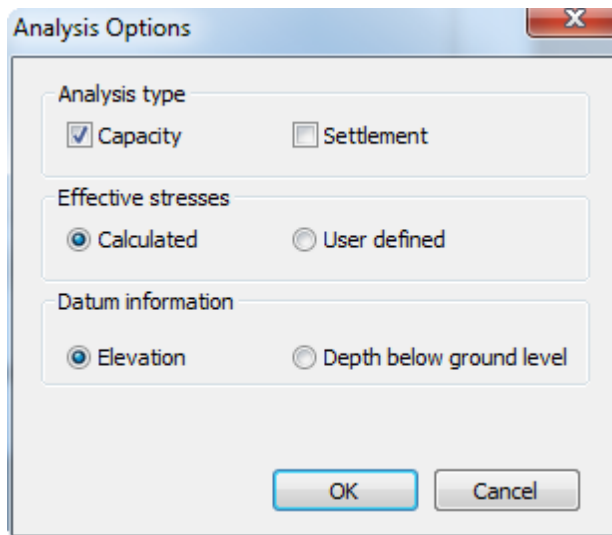 Analysis Options
Analysis type
Capacity Settlement
Effective stresses
Calculated User defined
Datum information
Elevation Depth below ground level
OK Cancel